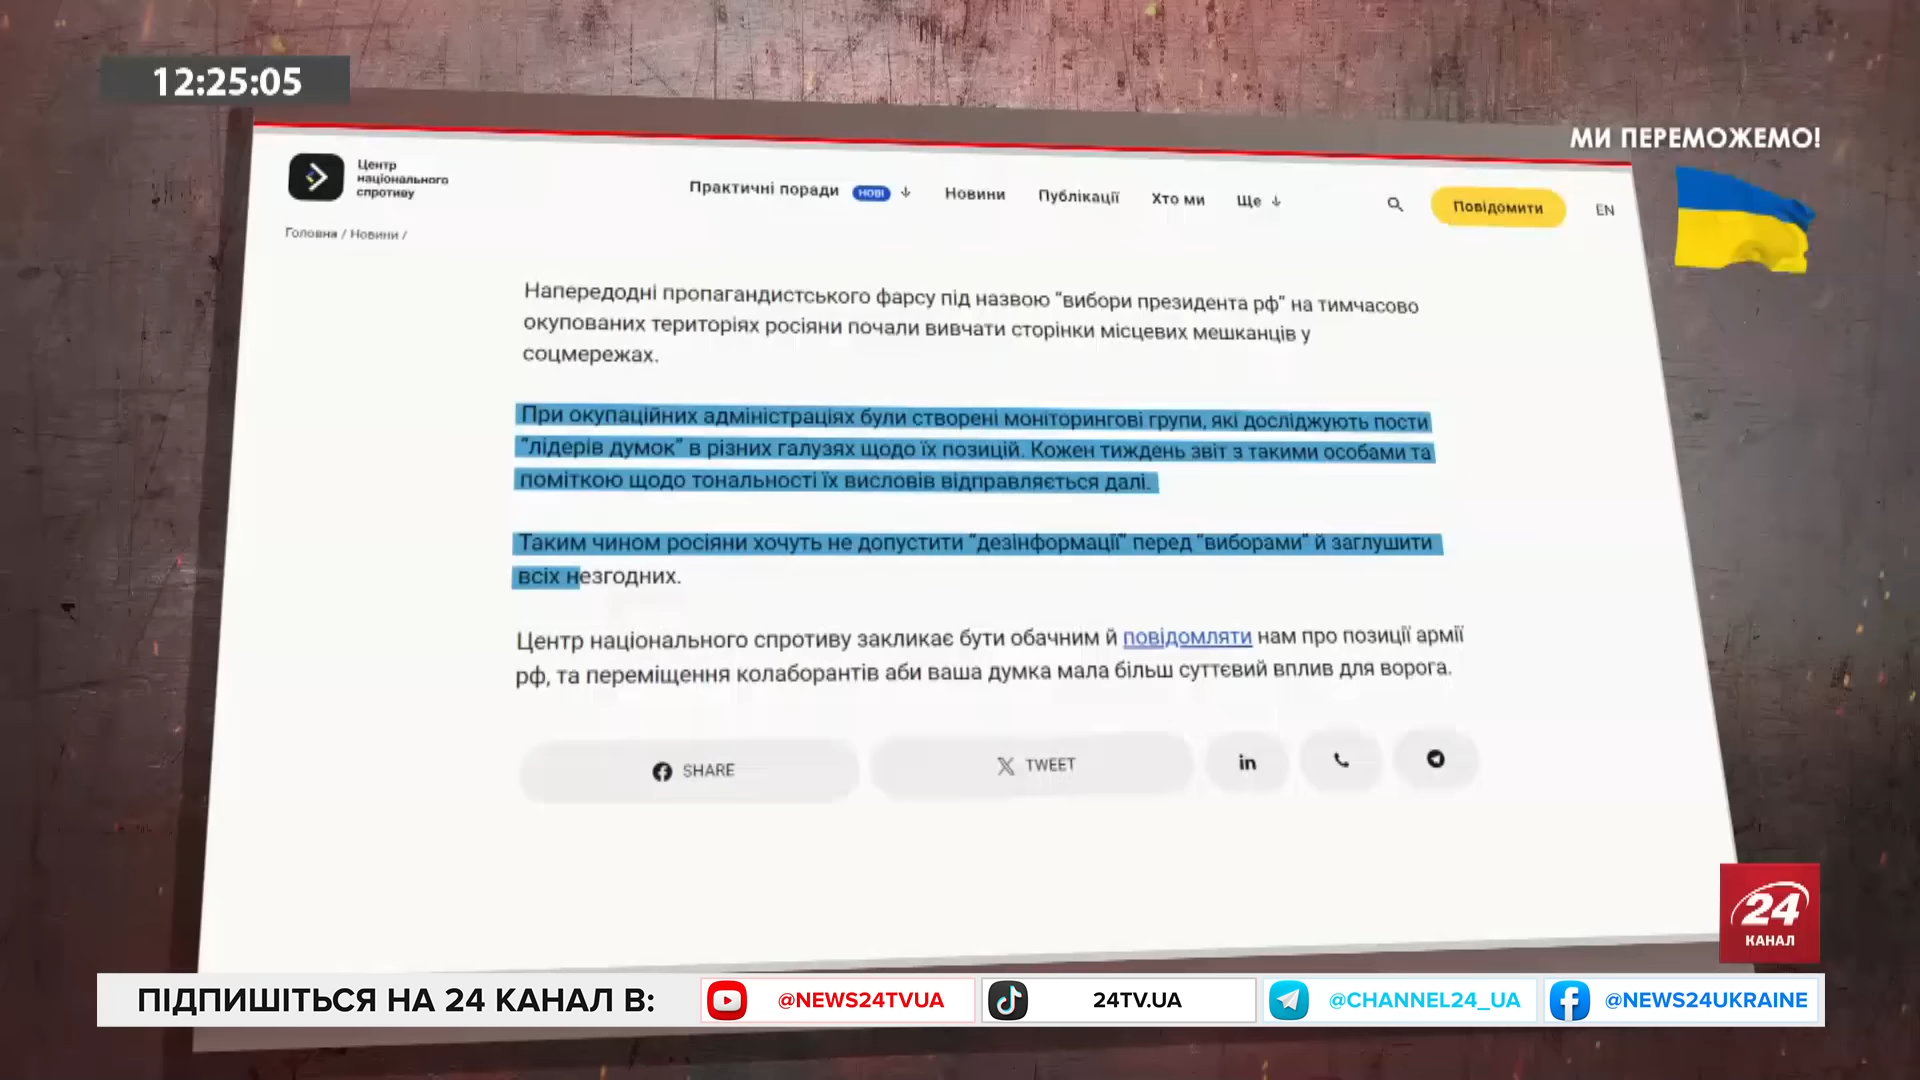 12:25:05
МИ ПЕРЕМОЖЕМО!
Центр
національного
спротиву
Практичні поради НОВІ
Новини
Публікації
Хто ми
Ще
Повідомити
EN
Головна / Новини /
Напередодні пропагандистського фарсу під назвою "вибори президента рф" на тимчасово
окупованих територіях росіяни почали вивчати сторінки місцевих мешканців у
соцмережах.
При окупаційних адміністраціях були створені моніторингові групи, які досліджують пости
"лідерів думок" в різних галузях щодо їх позицій. Кожен тиждень звіт з такими особами та
поміткою щодо тональності їх висловів відправляється далі.
Таким чином росіяни хочуть не допустити "дезінформації" перед "виборами" й заглушити
всіх незгодних.
Центр національного спротиву закликає бути обачним й повідомляти нам про позиції армії
рф, та переміщення колаборантів аби ваша думка мала більш суттєвий вплив для ворога.
SHARE
TWEET
in
24
КАНАЛ
ПІДПИШІТЬСЯ НА 24 КАНАЛ В:
@NEWS24TVUA
24TV.UA
@CHANNEL24_UA
@NEWS24UKRAINE